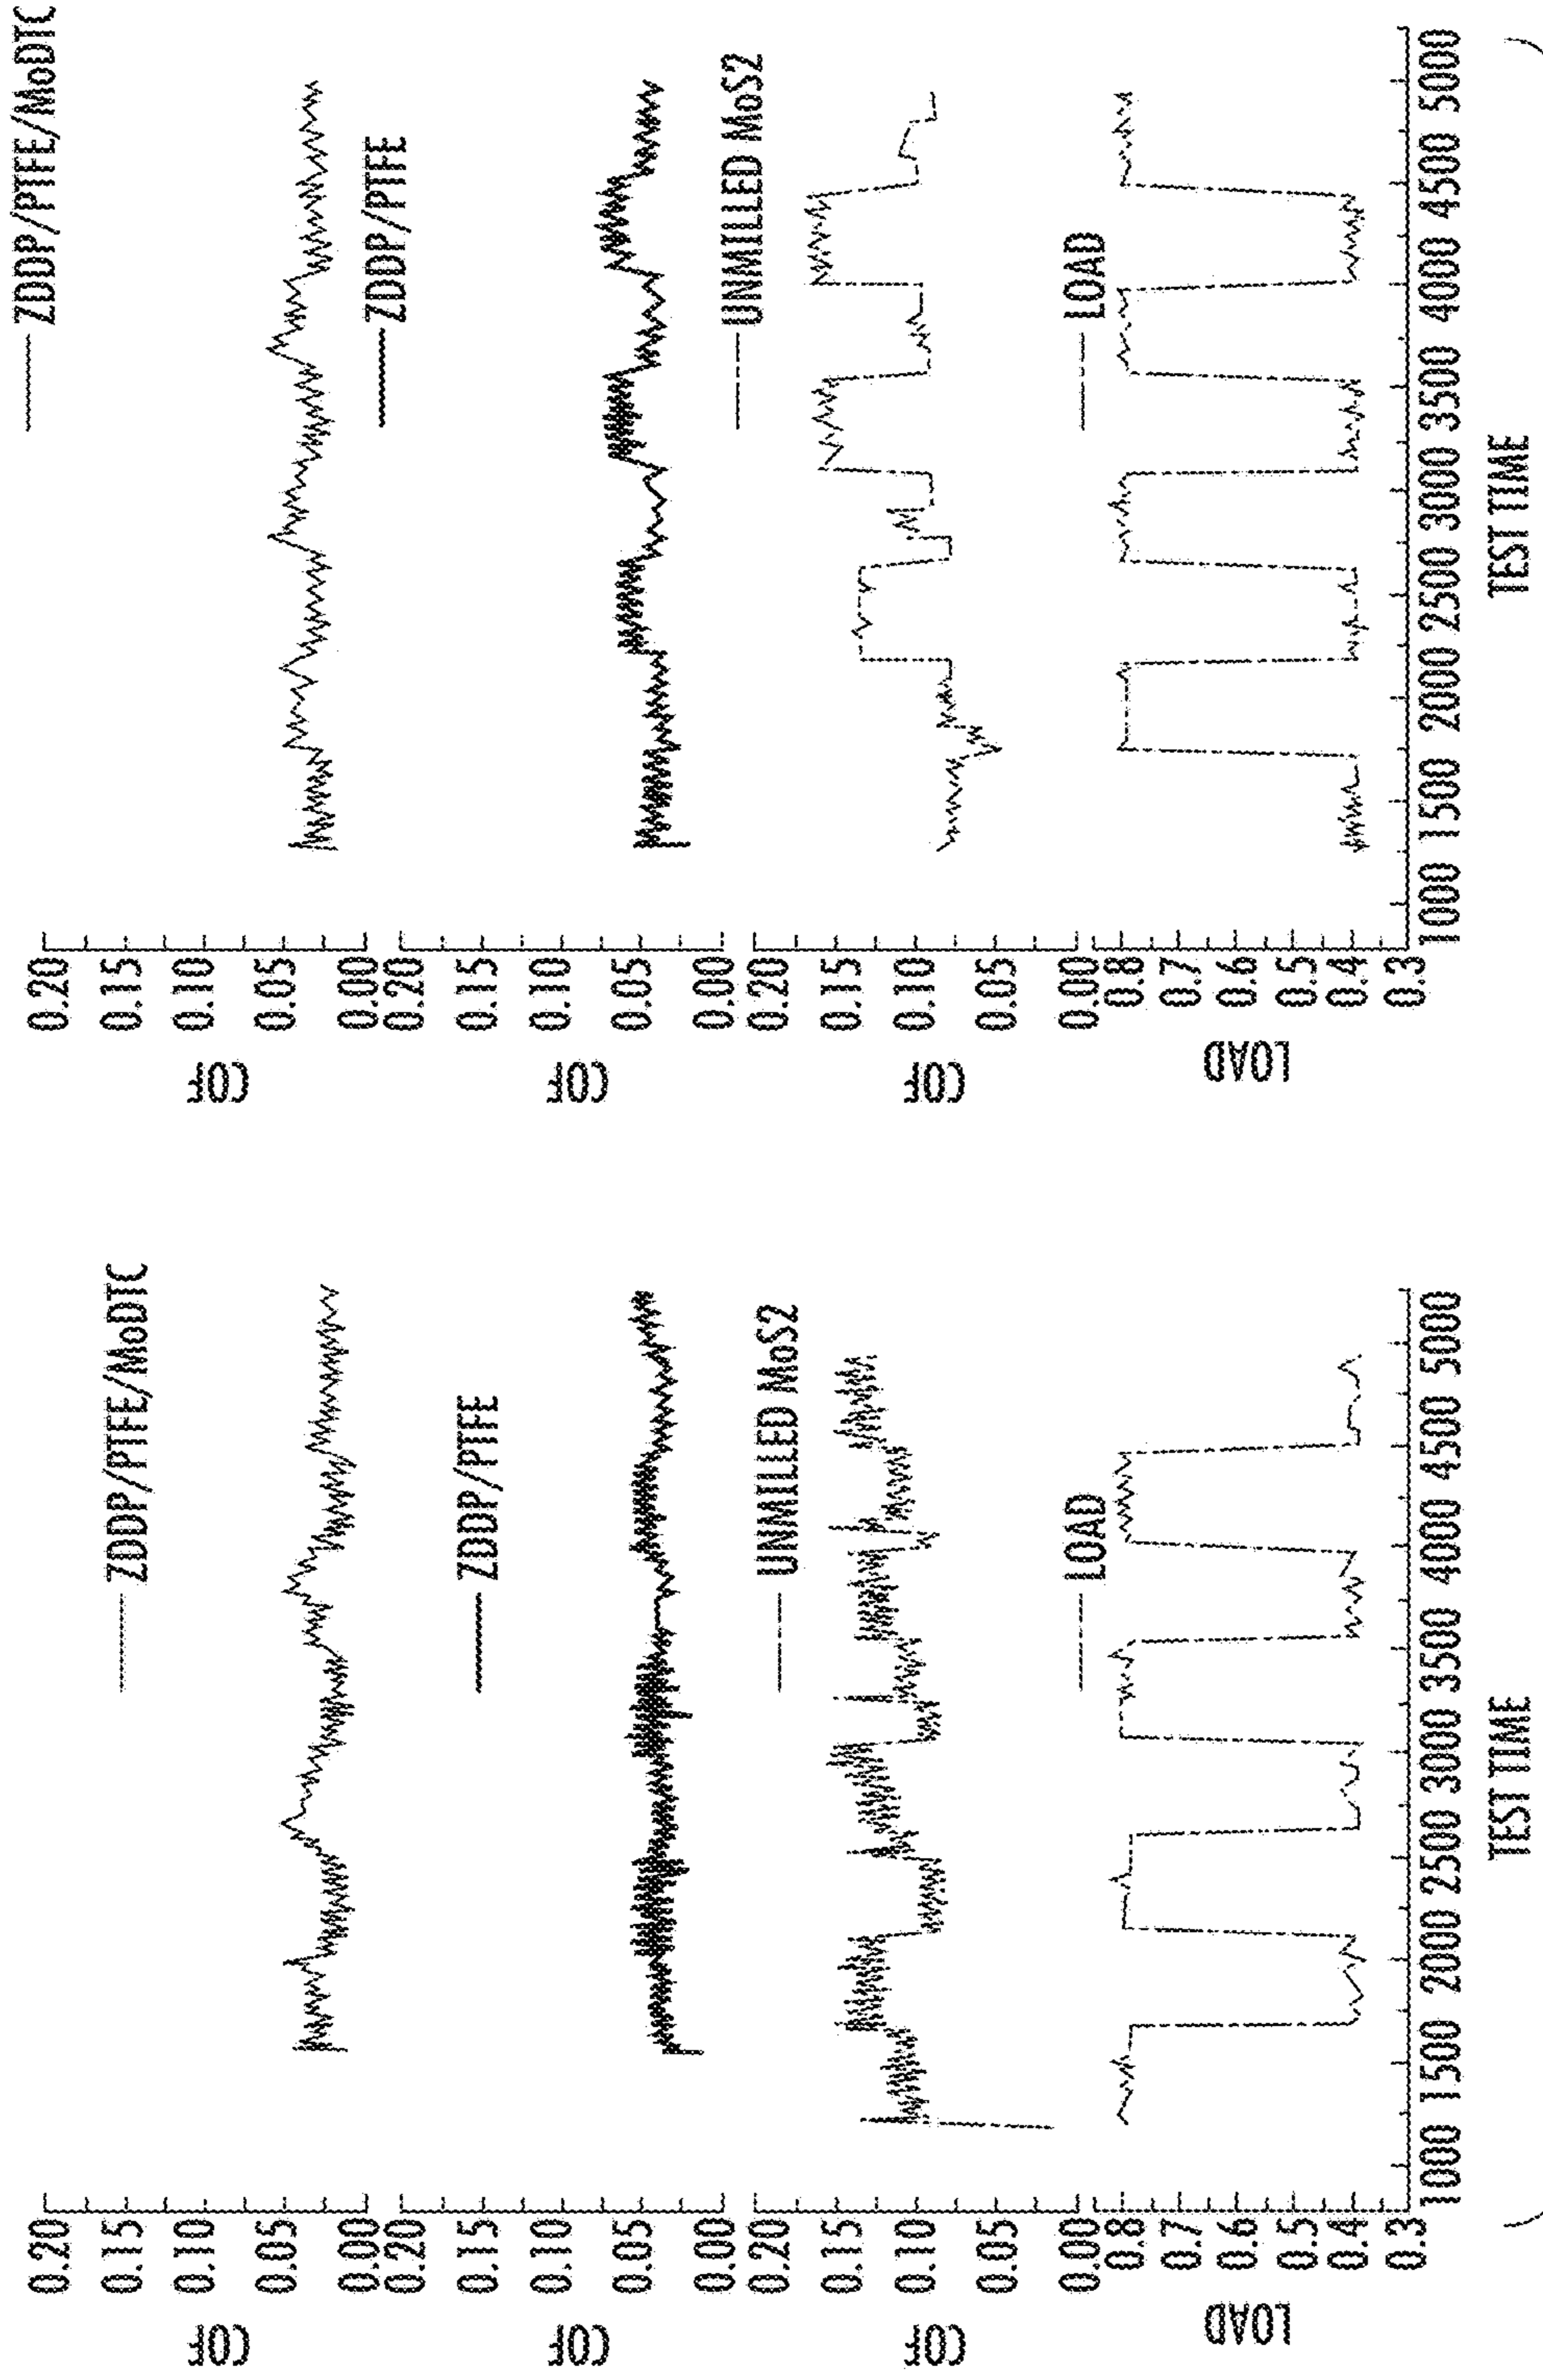 ZDDP/PTFE/MoDTC
0.20
0.15
0.10
0.05
0.00
COF
ZDDP/PTFE
0.20
0.15
0.10
0.05
0.00
COF
UNMILLED MoS2
0.20
0.15
0.10
0.05
0.00
COF
LOAD
0.8
0.7
0.6
0.5
0.4
0.3
LOAD
1000 1500 2000 2500 3000 3500 4000 4500 5000
TEST TIME
ZDDP/PTFE/MoDTC
0.20
0.15
0.10
0.05
0.00
COF
ZDDP/PTFE
0.20
0.15
0.10
0.05
0.00
COF
UNMILLED MoS2
0.20
0.15
0.10
0.05
0.00
COF
LOAD
0.8
0.7
0.6
0.5
0.4
0.3
LOAD
1000 1500 2000 2500 3000 3500 4000 4500 5000
TEST TIME